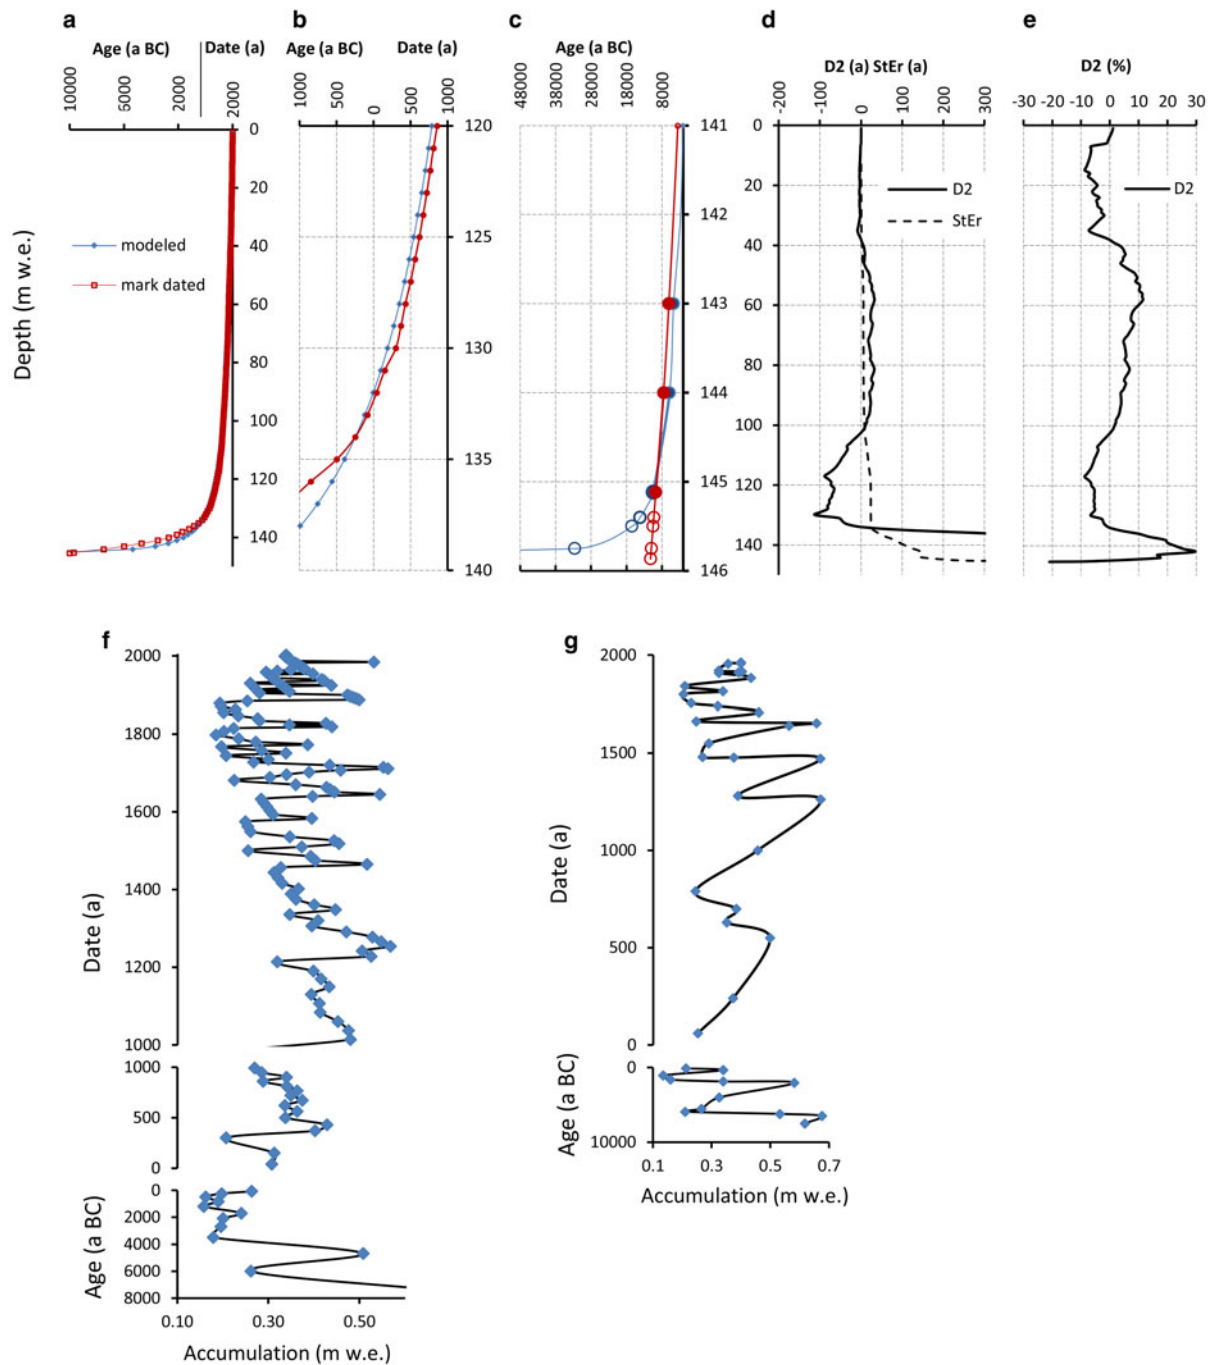 a
Age (a BC) Date (a)
10000 6000 2000 2000
0
20
40
60
80
100
120
140
Depth (m w.e.)
modeled
mark dated
b
Age (a BC) Date (a)
1000 500 0 500 1000
120
125
130
135
140
c
Age (a BC)
48000 38000 28000 18000 8000
141
142
143
144
145
146
d
D2 (a) StEr (a)
-200 -100 0 100 200 300
0
20
40
60
80
100
120
140
D2
StEr
e
D2 (%)
-30 -20 -10 0 10 20 30
D2
f
2000
1800
1600
1400
1200
1000
Date (a)
1000
500
0
0
2000
4000
6000
8000
Age (a BC)
0.10 0.30 0.50
Accumulation (m w.e.)
g
2000
1500
1000
500
0
Date (a)
0
10000
Age (a BC)
0.1 0.3 0.5 0.7
Accumulation (m w.e.)